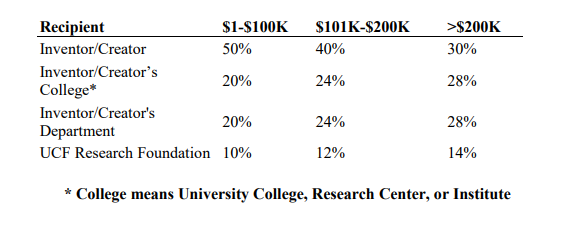 Recipient $1-$100K $101K-$200K >$200K
Inventor/Creator 50% 40% 30%
Inventor/Creator’s
College* 20% 24% 28%
Inventor/Creator's
Department 20% 24% 28%
UCF Research Foundation 10% 12% 14%
* College means University College, Research Center, or Institute